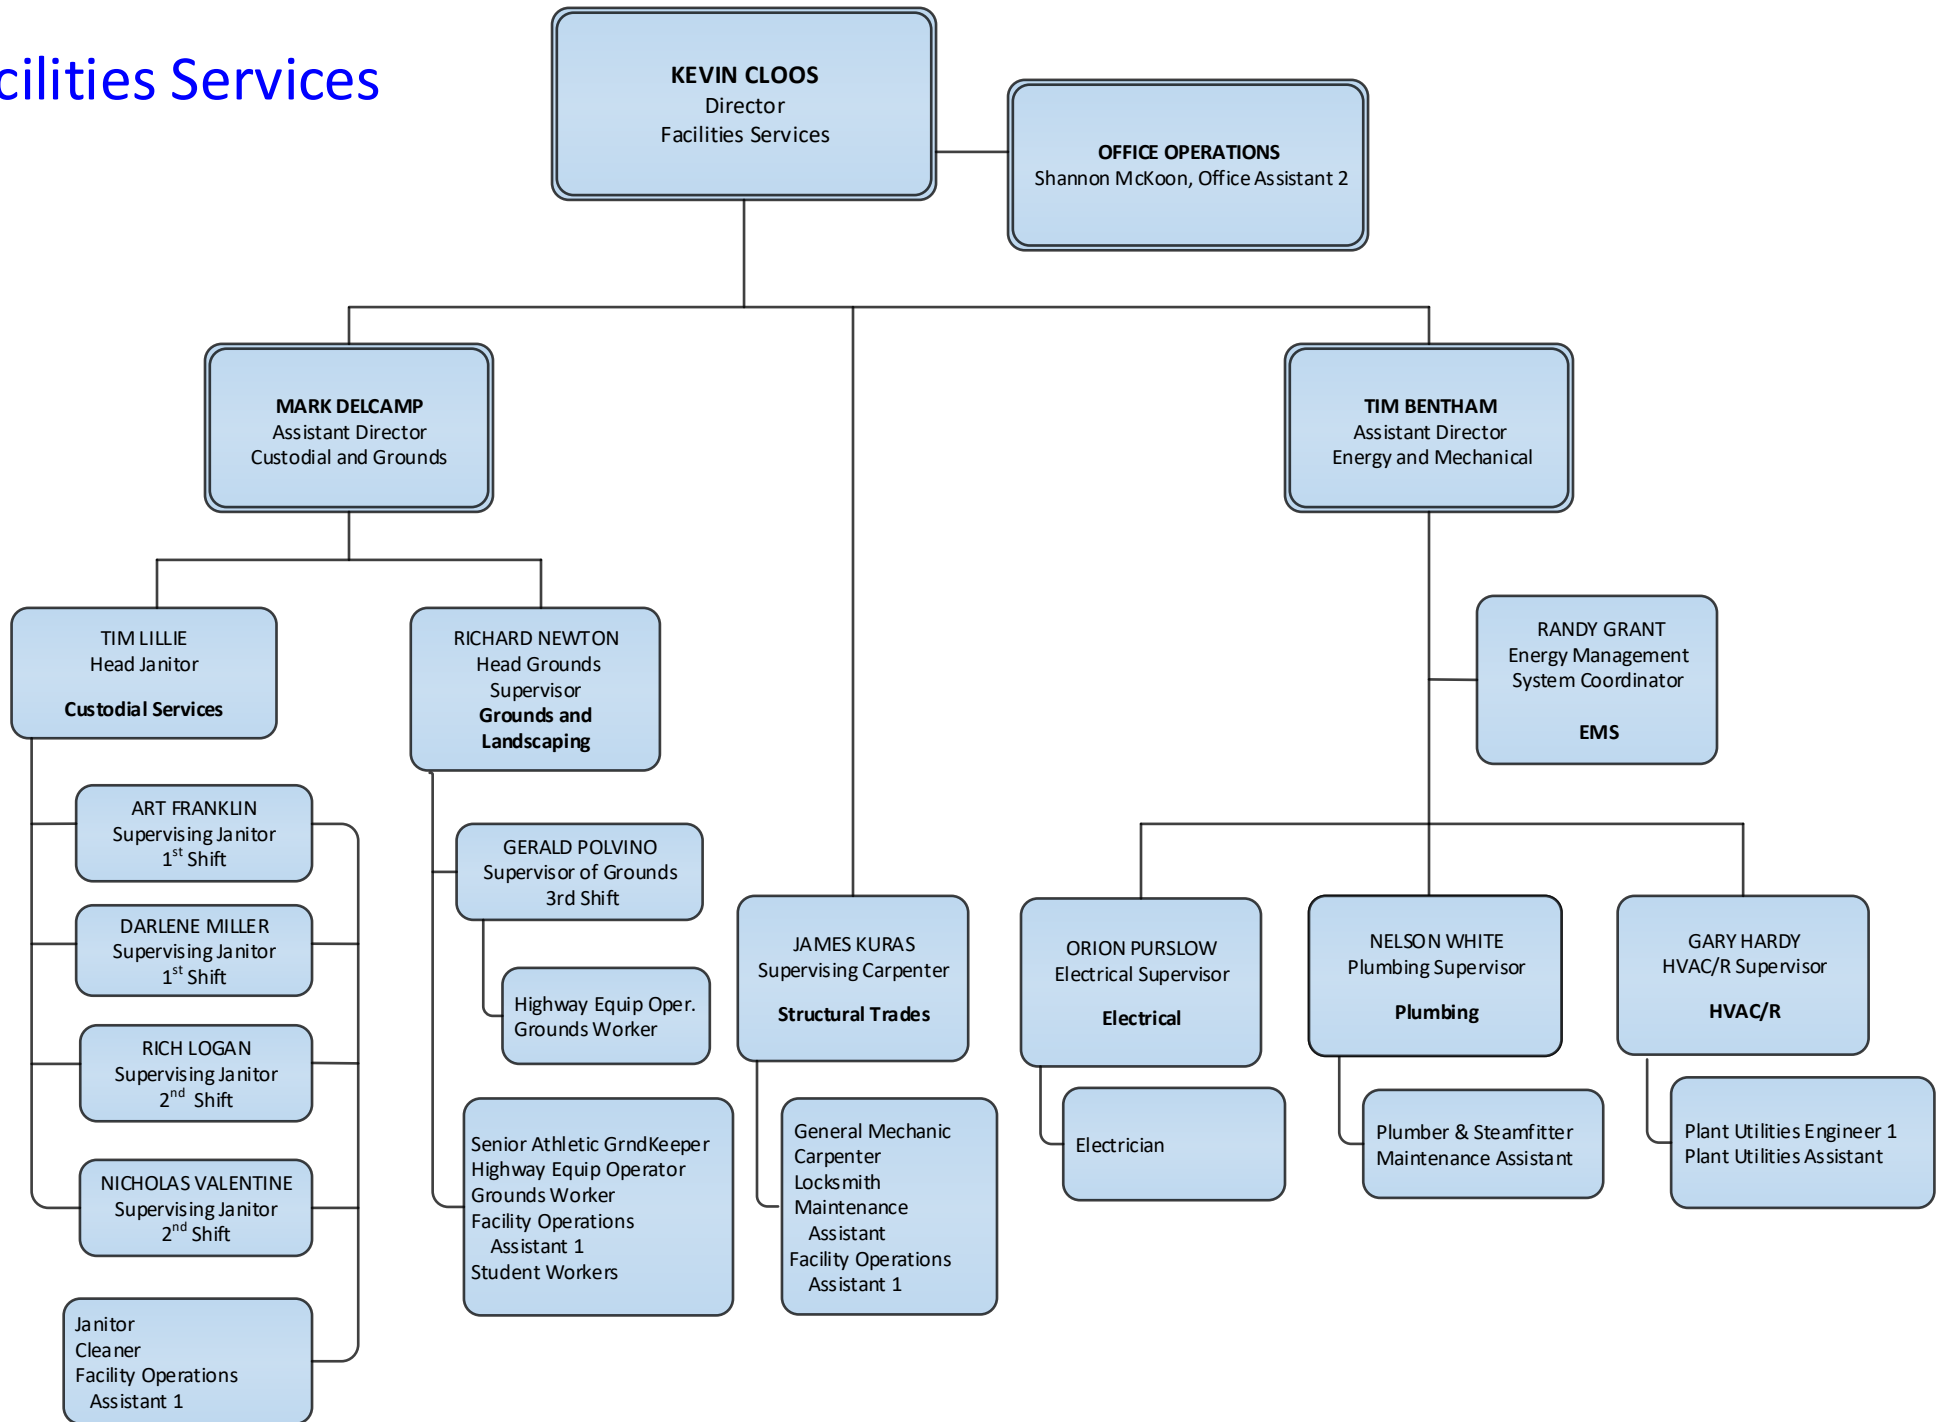 cilities Services
KEVIN CLOOS
Director
Facilities Services
OFFICE OPERATIONS
Shannon McKoon, Office Assistant 2
MARK DELCAMP
Assistant Director
Custodial and Grounds
TIM BENTHAM
Assistant Director
Energy and Mechanical
TIM LILLIE
Head Janitor
Custodial Services
RICHARD NEWTON
Head Grounds
Supervisor
Grounds and
Landscaping
RANDY GRANT
Energy Management
System Coordinator
EMS
ART FRANKLIN
Supervising Janitor
1st Shift
DARLENE MILLER
Supervising Janitor
1st Shift
RICH LOGAN
Supervising Janitor
2nd Shift
NICHOLAS VALENTINE
Supervising Janitor
2nd Shift
Janitor
Cleaner
Facility Operations
Assistant 1
GERALD POLVINO
Supervisor of Grounds
3rd Shift
Highway Equip Oper.
Grounds Worker
Senior Athletic GrndKeeper
Highway Equip Operator
Grounds Worker
Facility Operations
Assistant 1
Student Workers
JAMES KURAS
Supervising Carpenter
Structural Trades
General Mechanic
Carpenter
Locksmith
Maintenance
Assistant
Facility Operations
Assistant 1
ORION PURSLOW
Electrical Supervisor
Electrical
Electrician
NELSON WHITE
Plumbing Supervisor
Plumbing
Plumber & Steamfitter
Maintenance Assistant
GARY HARDY
HVAC/R Supervisor
HVAC/R
Plant Utilities Engineer 1
Plant Utilities Assistant